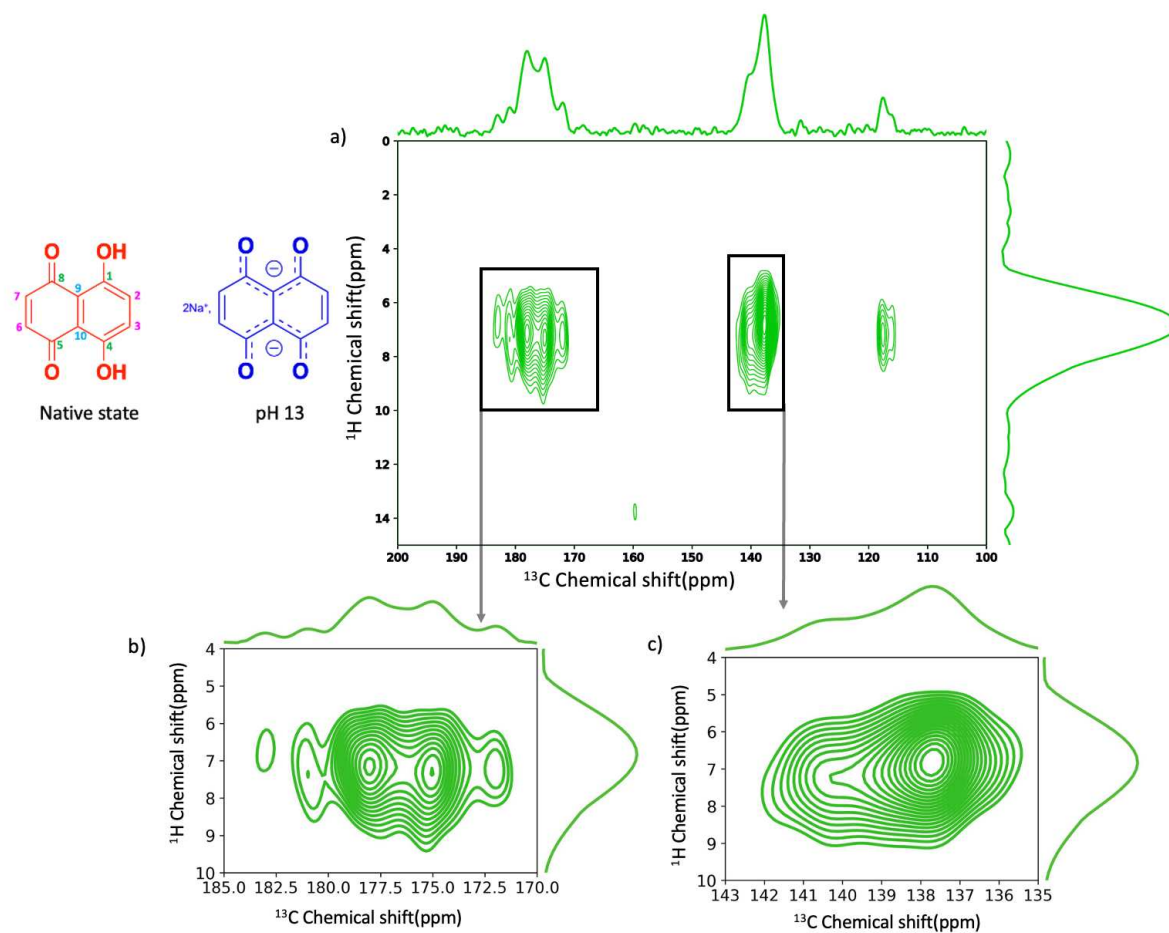 a)
0
2
4
6
8
10
12
14
¹H Chemical shift(ppm)
200 190 180 170 160 150 140 130 120 110 100
¹³C Chemical shift(ppm)
O OH
8 1
7 9 2
6 10 3
5 4
O OH
Native state
O O
⊖
2Na⁺,
⊖
O O
pH 13
b)
4
5
6
7
8
9
10
¹H Chemical shift(ppm)
185.0 182.5 180.0 177.5 175.0 172.5 170.0
¹³C Chemical shift(ppm)
c)
4
5
6
7
8
9
10
¹H Chemical shift(ppm)
143 142 141 140 139 138 137 136 135
¹³C Chemical shift(ppm)